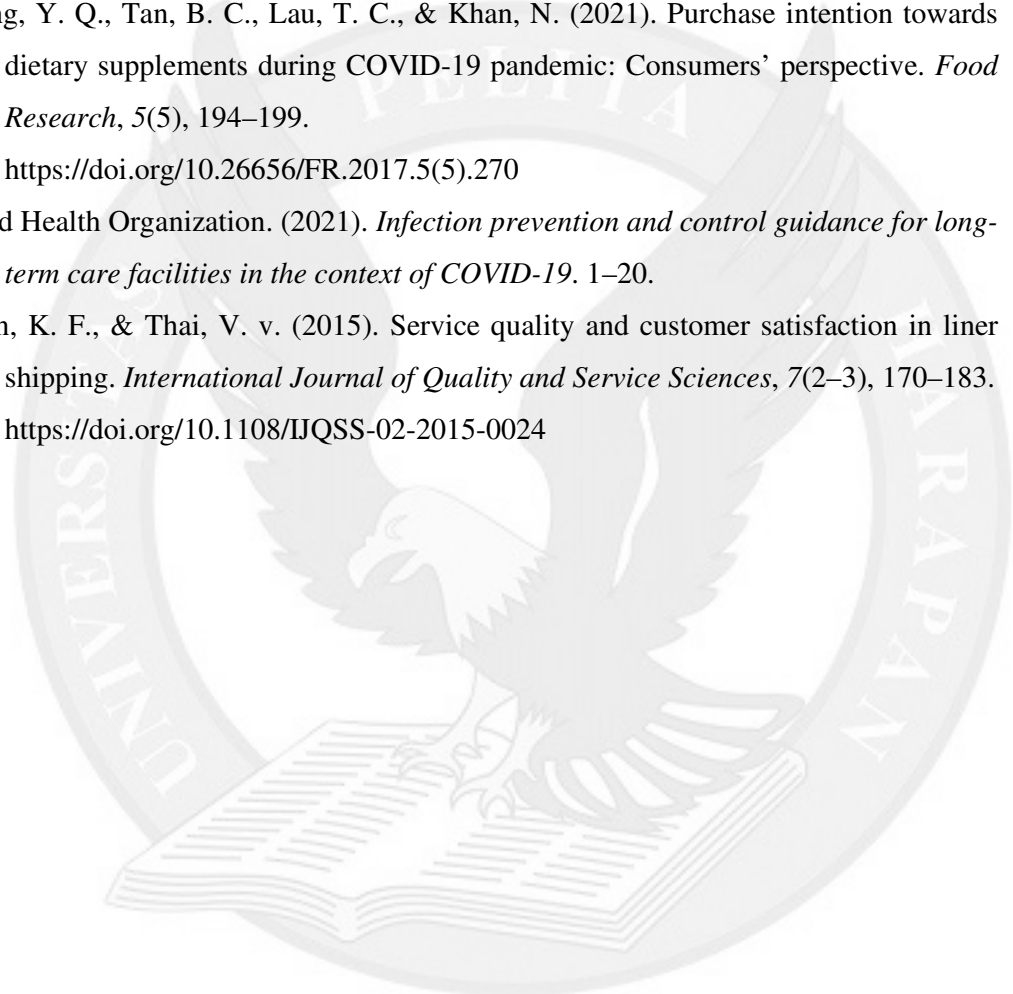 ng, Y. Q., Tan, B. C., Lau, T. C., & Khan, N. (2021). Purchase intention towards
dietary supplements during COVID-19 pandemic: Consumers’ perspective. Food
Research, 5(5), 194–199.
https://doi.org/10.26656/FR.2017.5(5).270
d Health Organization. (2021). Infection prevention and control guidance for long-
term care facilities in the context of COVID-19. 1–20.
n, K. F., & Thai, V. v. (2015). Service quality and customer satisfaction in liner
shipping. International Journal of Quality and Service Sciences, 7(2–3), 170–183.
https://doi.org/10.1108/IJQSS-02-2015-0024
UNIVERSITAS PELITA HARAPAN